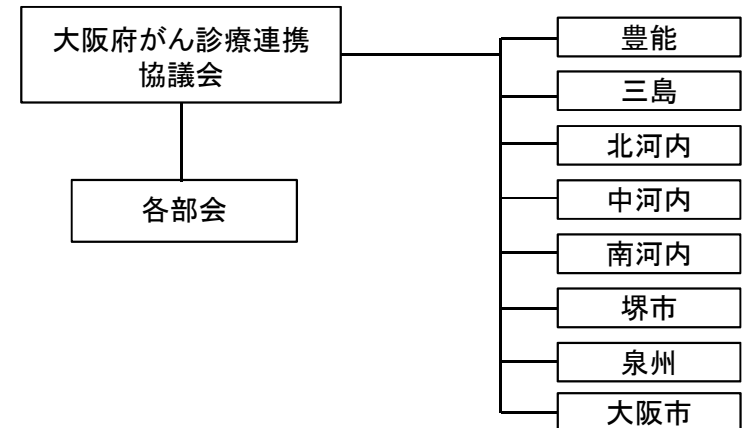 大阪府がん診療連携
協議会
各部会
豊能
三島
北河内
中河内
南河内
堺市
泉州
大阪市